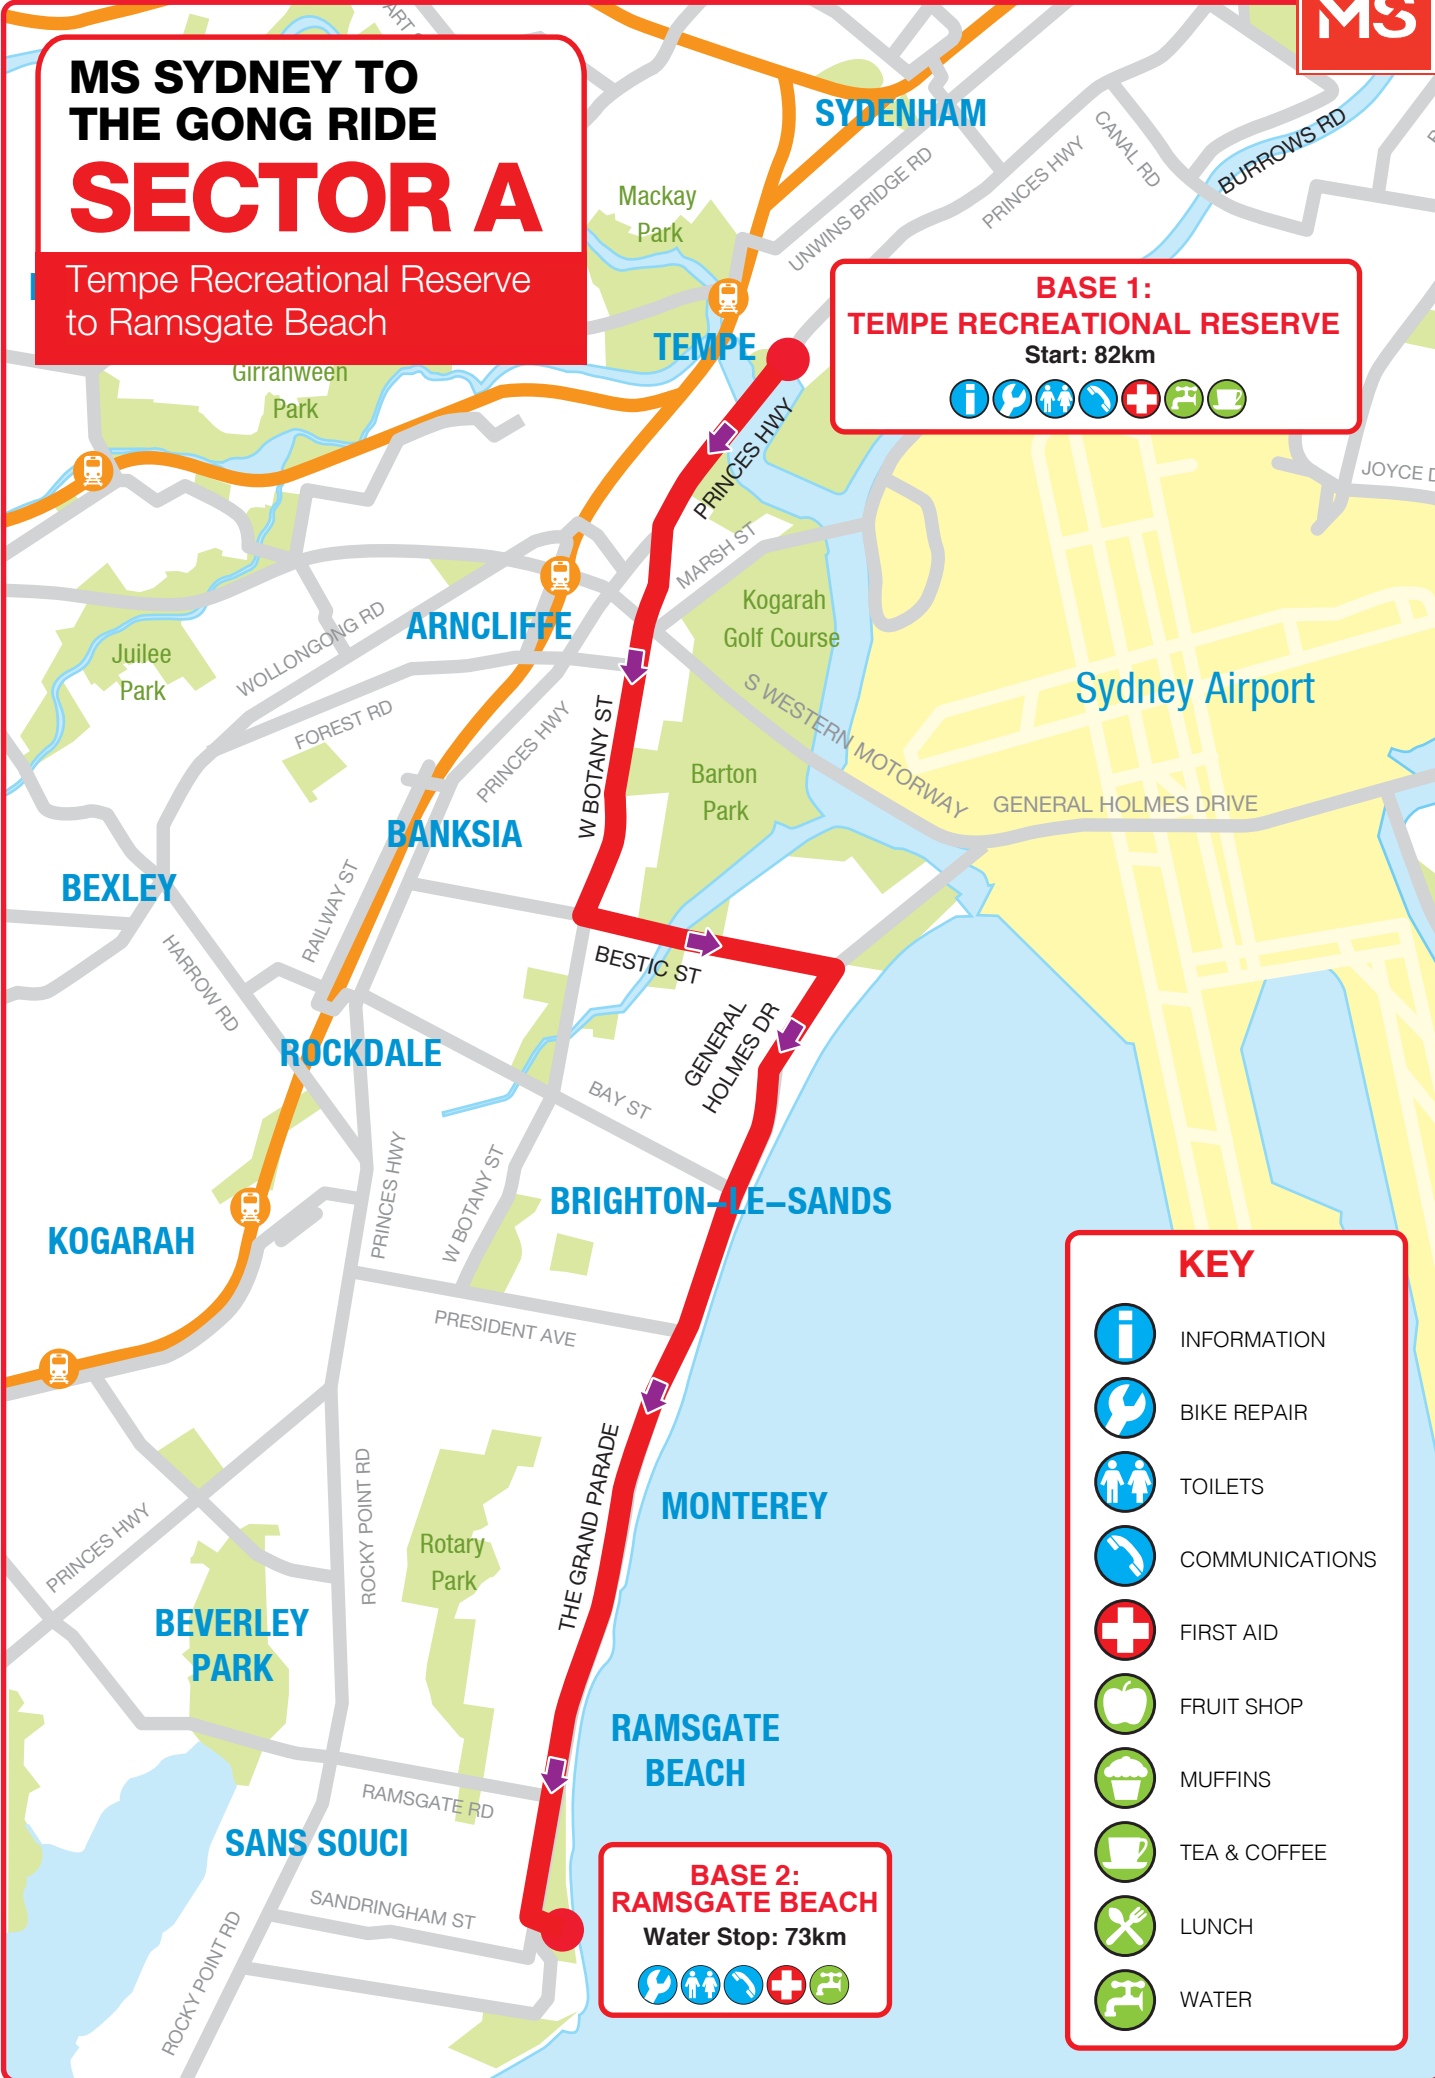 MS
MS SYDNEY TO
THE GONG RIDE
SECTOR A
Tempe Recreational Reserve
to Ramsgate Beach
SYDENHAM
CANAL RD
BURROWS RD
PRINCES HWY
UNWINS BRIDGE RD
Mackay
Park
BASE 1:
TEMPE RECREATIONAL RESERVE
Start: 82km
TEMPE
Girrahween
Park
PRINCES HWY
JOYCE D
MARSH ST
Kogarah
Golf Course
ARNCLIFFE
WOLLONGONG RD
Juilee
Park
FOREST RD
PRINCES HWY
W BOTANY ST
S WESTERN MOTORWAY
Sydney Airport
Barton
Park
GENERAL HOLMES DRIVE
BANKSIA
BEXLEY
RAILWAY ST
HARROW RD
BESTIC ST
GENERAL
HOLMES DR
ROCKDALE
BAY ST
PRINCES HWY
W BOTANY ST
BRIGHTON–LE–SANDS
KOGARAH
PRESIDENT AVE
THE GRAND PARADE
MONTEREY
ROCKY POINT RD
Rotary
Park
PRINCES HWY
BEVERLEY
PARK
RAMSGATE
BEACH
RAMSGATE RD
SANS SOUCI
SANDRINGHAM ST
ROCKY POINT RD
BASE 2:
RAMSGATE BEACH
Water Stop: 73km
KEY
INFORMATION
BIKE REPAIR
TOILETS
COMMUNICATIONS
FIRST AID
FRUIT SHOP
MUFFINS
TEA & COFFEE
LUNCH
WATER